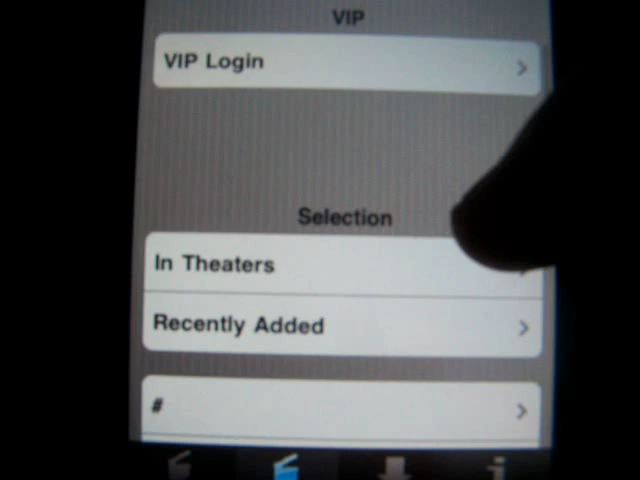 VIP
VIP Login
Selection
In Theaters
Recently Added
#